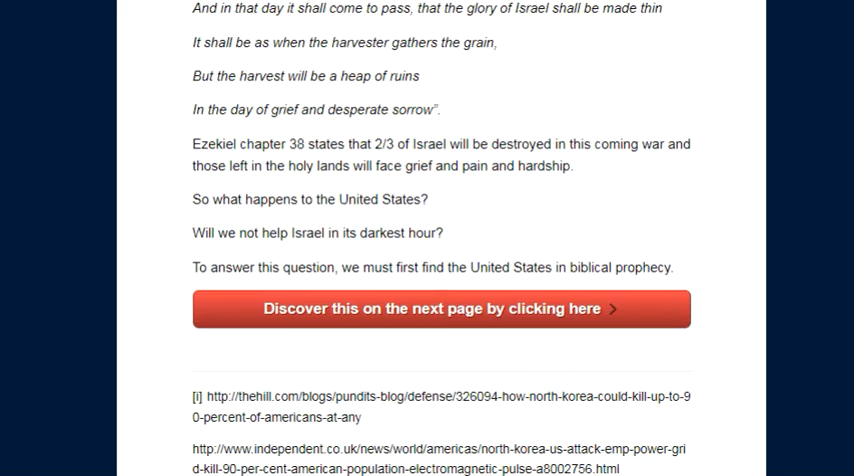 And in that day it shall come to pass, that the glory of Israel shall be made thin
It shall be as when the harvester gathers the grain,
But the harvest will be a heap of ruins
In the day of grief and desperate sorrow”.
Ezekiel chapter 38 states that 2/3 of Israel will be destroyed in this coming war and
those left in the holy lands will face grief and pain and hardship.
So what happens to the United States?
Will we not help Israel in its darkest hour?
To answer this question, we must first find the United States in biblical prophecy.
Discover this on the next page by clicking here >
[i] http://thehill.com/blogs/pundits-blog/defense/326094-how-north-korea-could-kill-up-to-9
0-percent-of-americans-at-any
http://www.independent.co.uk/news/world/americas/north-korea-us-attack-emp-power-gri
d-kill-90-per-cent-american-population-electromagnetic-pulse-a8002756.html